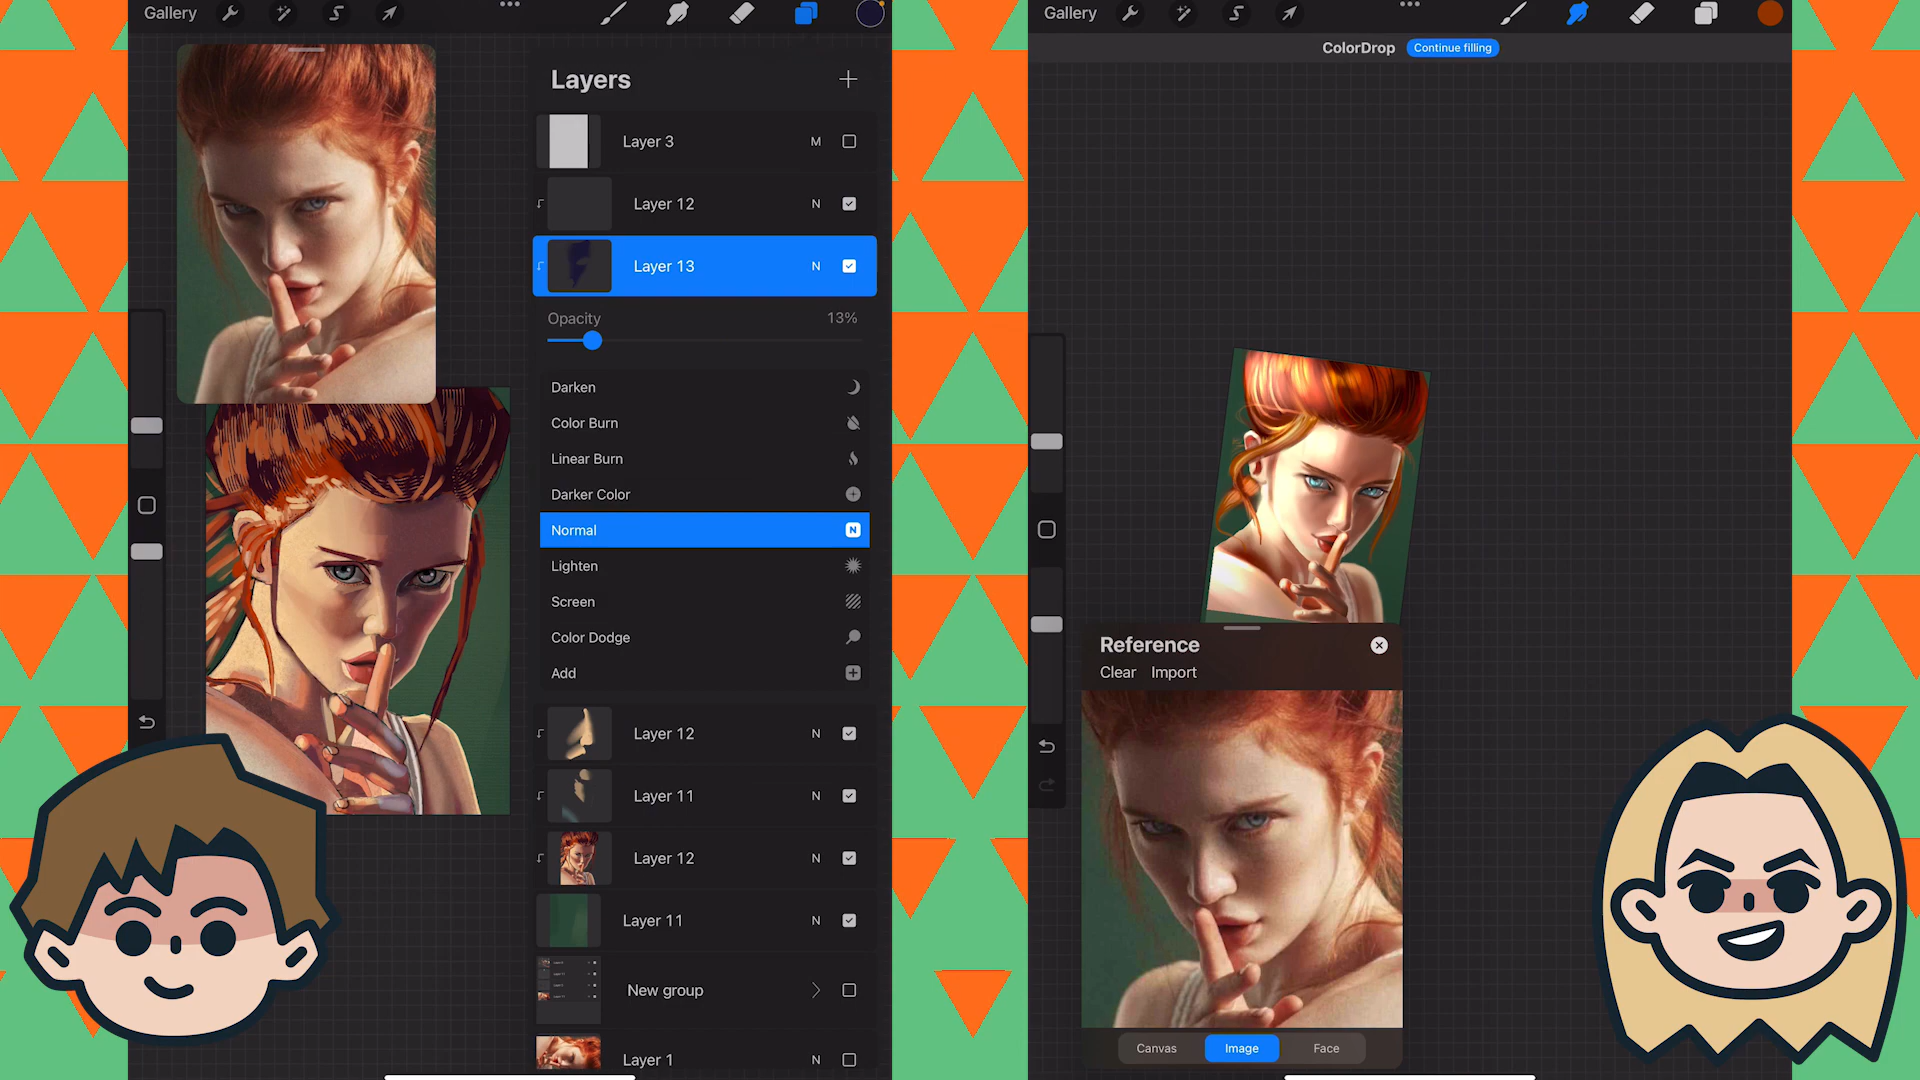 Gallery
Layers
Layer 3
M
Layer 12
N
Layer 13
N
Opacity
13%
Darken
Color Burn
Linear Burn
Darker Color
Normal
N
Lighten
Screen
Color Dodge
Add
Layer 12
N
Layer 11
N
Layer 12
N
Layer 11
N
New group
Layer 1
N
Gallery
ColorDrop
Continue filling
Reference
Clear
Import
Canvas
Image
Face